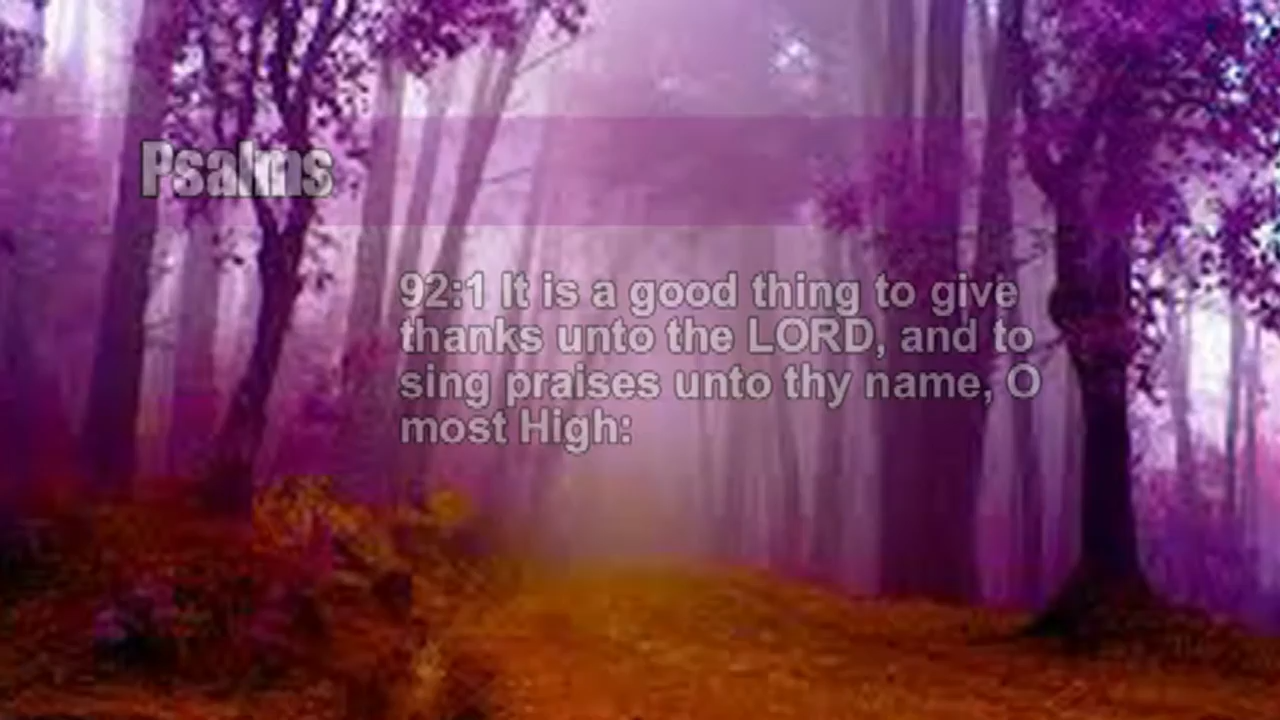 Psalms
92:1 It is a good thing to give
thanks unto the LORD, and to
sing praises unto thy name, O
most High: